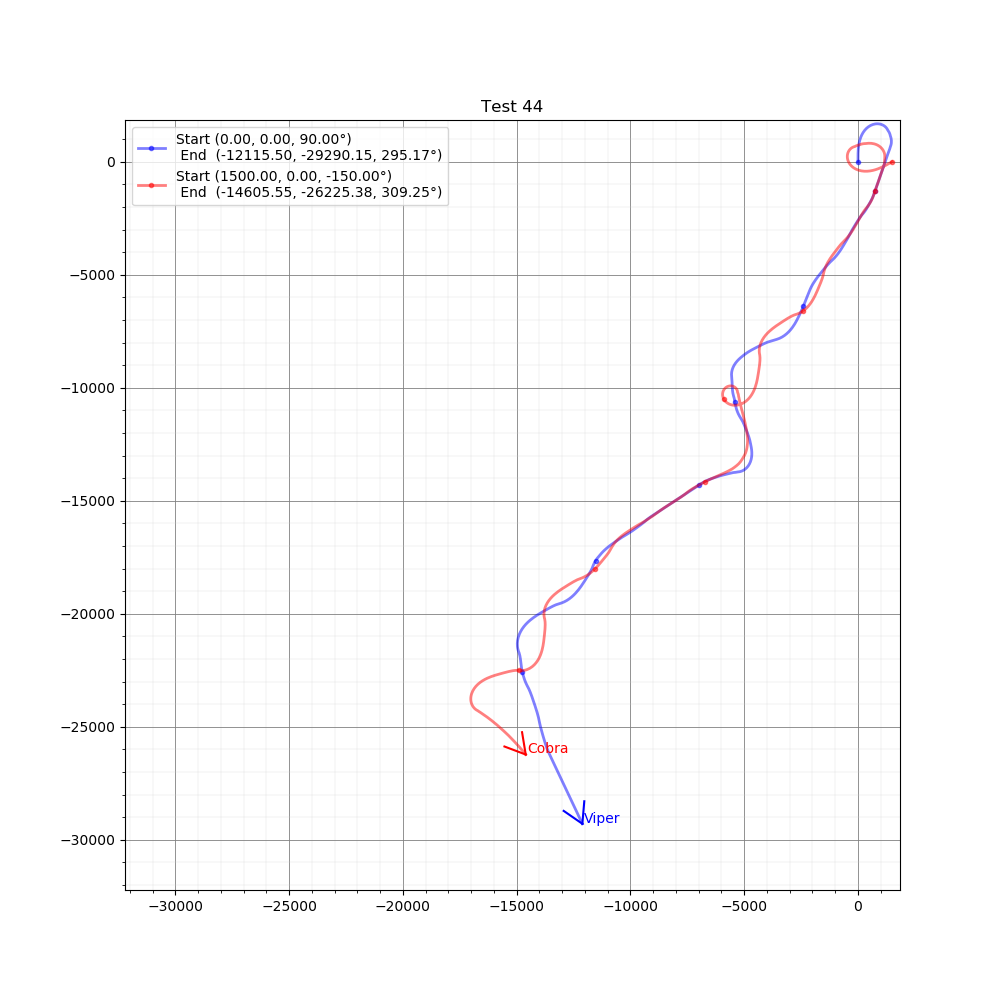 Test 44
Start (0.00, 0.00, 90.00°)
End (-12115.50, -29290.15, 295.17°)
Start (1500.00, 0.00, -150.00°)
End (-14605.55, -26225.38, 309.25°)
0
−5000
−10000
−15000
−20000
−25000
−30000
Cobra
Viper
−30000 −25000 −20000 −15000 −10000 −5000 0